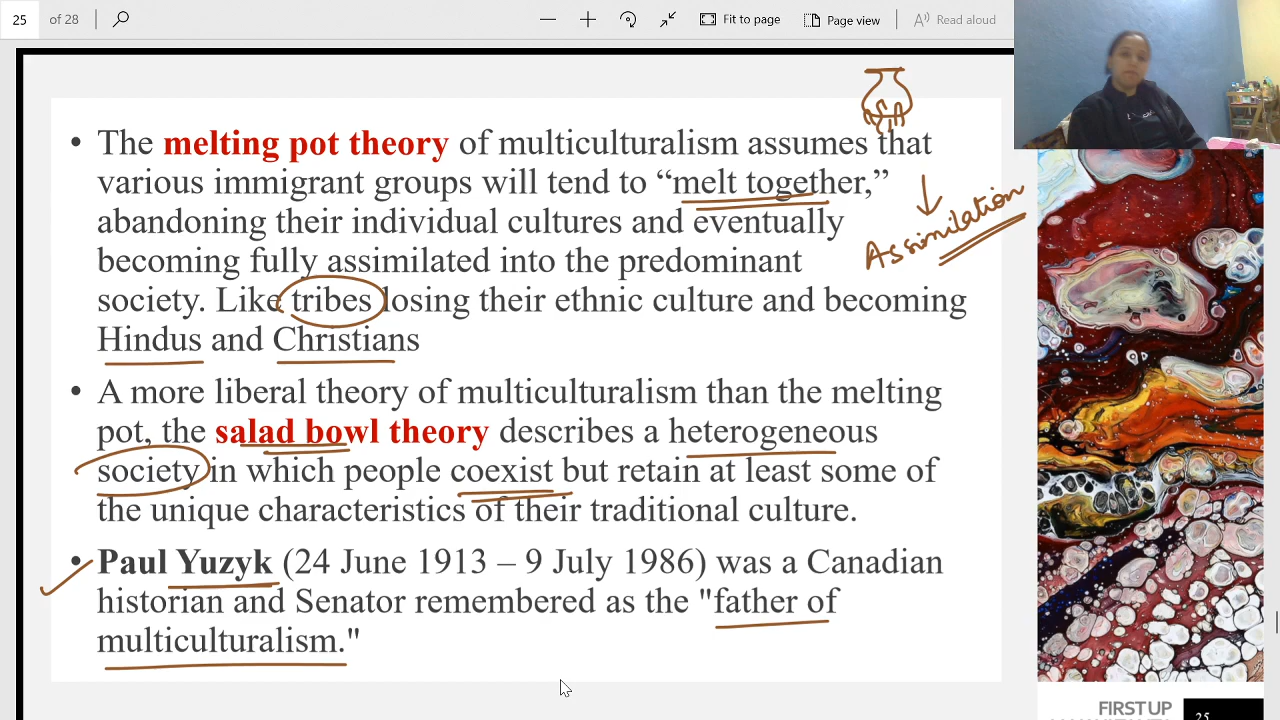 25 of 28 Fit to page Page view Read aloud
• The melting pot theory of multiculturalism assumes that
various immigrant groups will tend to “melt together,”
abandoning their individual cultures and eventually
Assimilation
becoming fully assimilated into the predominant
society. Like tribes losing their ethnic culture and becoming
Hindus and Christians
• A more liberal theory of multiculturalism than the melting
pot, the salad bowl theory describes a heterogeneous
society in which people coexist but retain at least some of
the unique characteristics of their traditional culture.
• Paul Yuzyk (24 June 1913 – 9 July 1986) was a Canadian
historian and Senator remembered as the "father of
multiculturalism."
FIRST UP
25